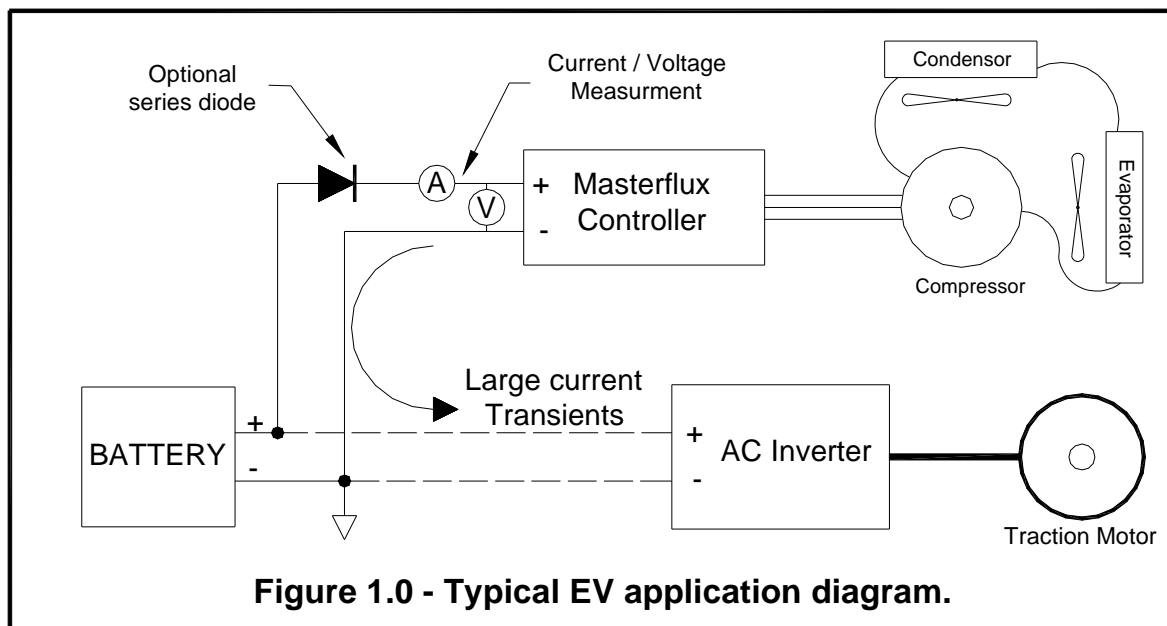 Optional
series diode
Current / Voltage
Measurment
Condensor
Evaporator
A
V
+
-
Masterflux
Controller
Compressor
Large current
Transients
BATTERY
+
-
+
-
AC Inverter
Traction Motor
Figure 1.0 - Typical EV application diagram.